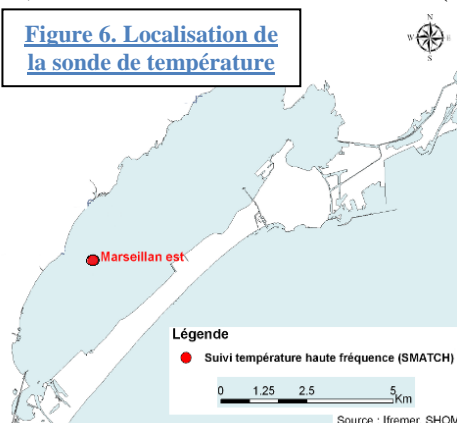 Figure 6. Localisation de
la sonde de température
N
W E
S
Marseillan est
Légende
Suivi température haute fréquence (SMATCH)
0 1.25 2.5 5
Km
Source : Ifremer, SHOM